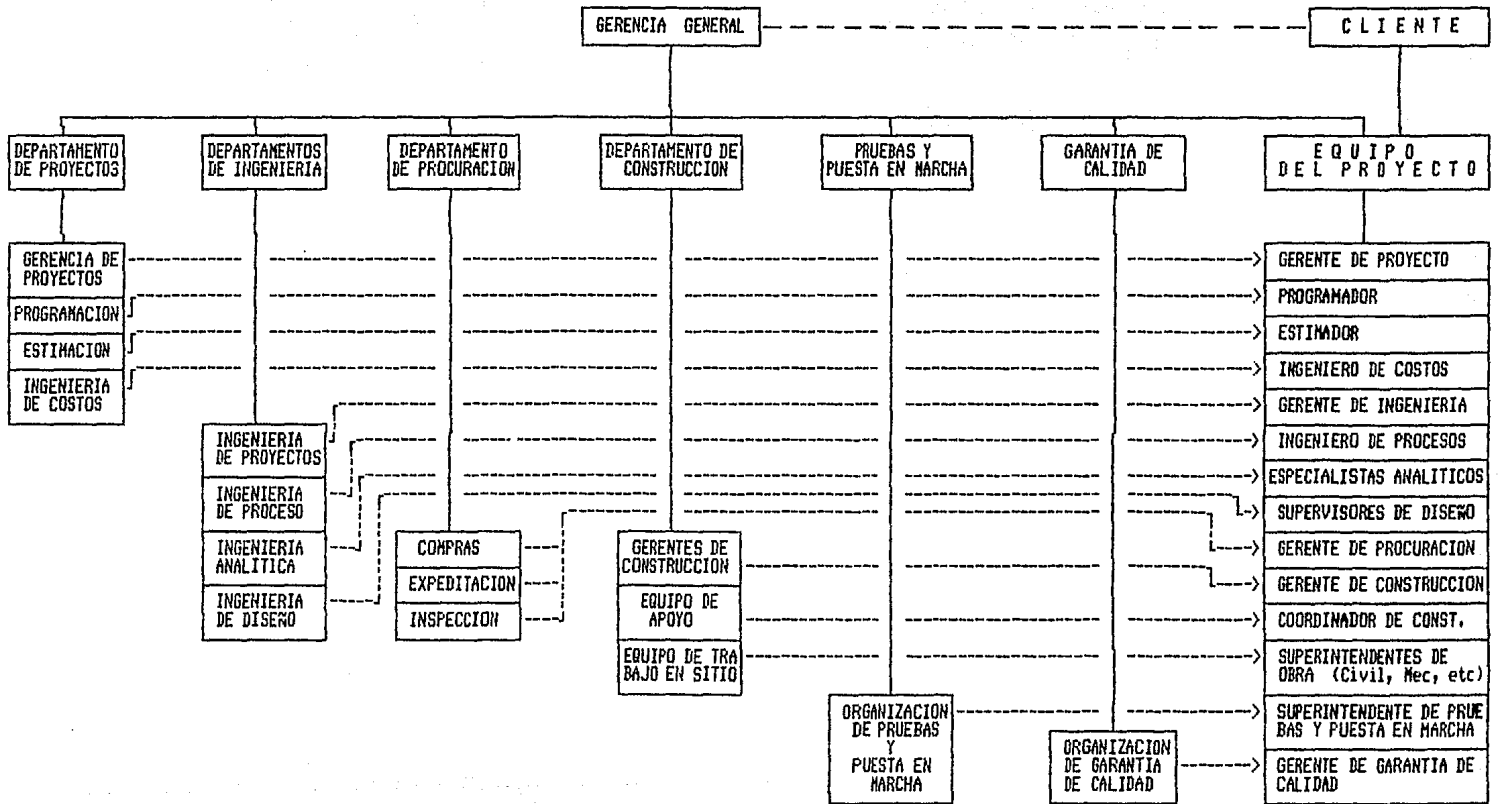 GERENCIA GENERAL
C L I E N T E
DEPARTAMENTO
DE PROYECTOS
DEPARTAMENTOS
DE INGENIERIA
DEPARTAMENTO
DE PROCURACION
DEPARTAMENTO DE
CONSTRUCCION
PRUEBAS Y
PUESTA EN MARCHA
GARANTIA DE
CALIDAD
E Q U I P O
D E L P R O Y E C T O
GERENCIA DE
PROYECTOS
PROGRAMACION
ESTIMACION
INGENIERIA
DE COSTOS
INGENIERIA
DE PROYECTOS
INGENIERIA
DE PROCESO
INGENIERIA
ANALITICA
INGENIERIA
DE DISEÑO
COMPRAS
EXPEDITACION
INSPECCION
GERENTES DE
CONSTRUCCION
EQUIPO DE
APOYO
EQUIPO DE TRA
BAJO EN SITIO
ORGANIZACION
DE PRUEBAS
Y
PUESTA EN
MARCHA
ORGANIZACION
DE GARANTIA
DE CALIDAD
GERENTE DE PROYECTO
PROGRAMADOR
ESTIMADOR
INGENIERO DE COSTOS
GERENTE DE INGENIERIA
INGENIERO DE PROCESOS
ESPECIALISTAS ANALITICOS
SUPERVISORES DE DISEÑO
GERENTE DE PROCURACION
GERENTE DE CONSTRUCCION
COORDINADOR DE CONST.
SUPERINTENDENTES DE
OBRA (Civil, Mec, etc)
SUPERINTENDENTE DE PRUE
BAS Y PUESTA EN MARCHA
GERENTE DE GARANTIA DE
CALIDAD